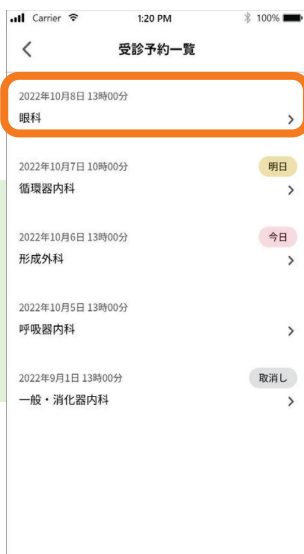 Carrier 1:20 PM 100%
受診予約一覧
2022年10月8日 13時00分
眼科
2022年10月7日 10時00分 明日
循環器内科
2022年10月6日 13時00分 今日
形成外科
2022年10月5日 13時00分
呼吸器内科
2022年9月1日 13時00分 取消し
一般・消化器内科